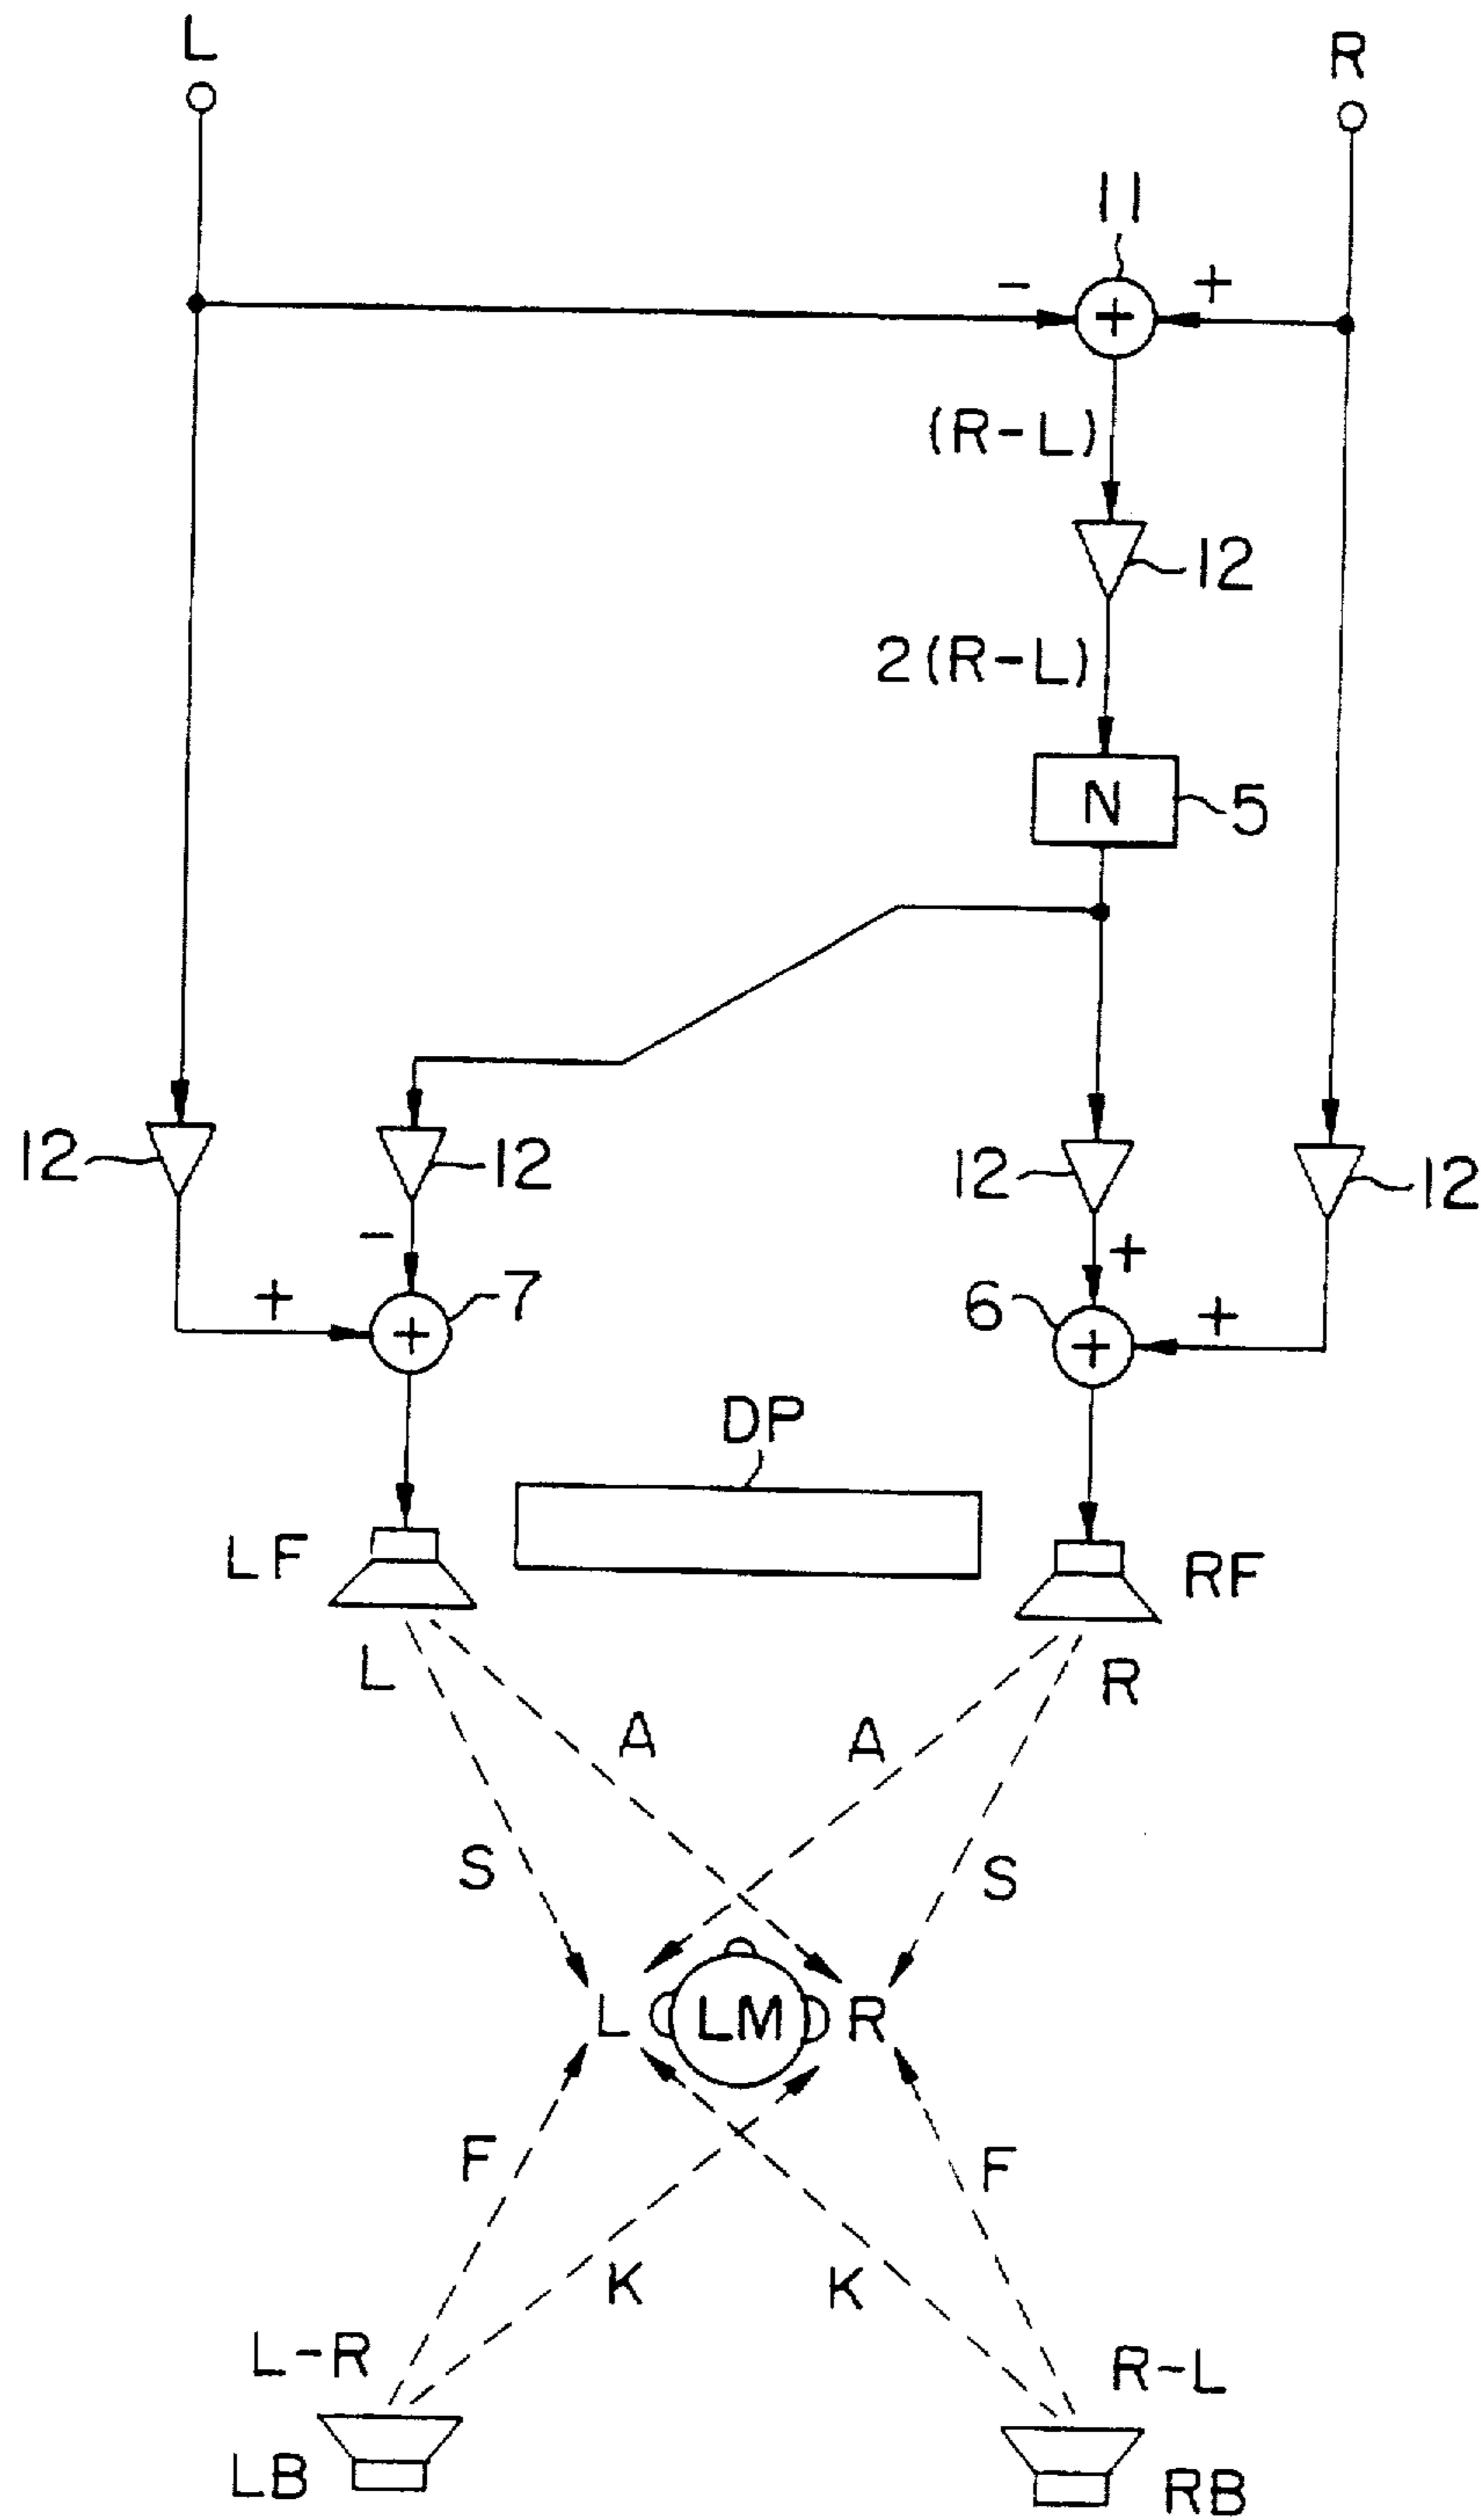 L
R
11
- +
+
(R-L)
12
2(R-L)
N 5
12 12 12 12
- +
+ 7 6 +
+ +
DP
LF RF
L R
A A
S S
L LM R
F F
K K
L-R R-L
LB RB